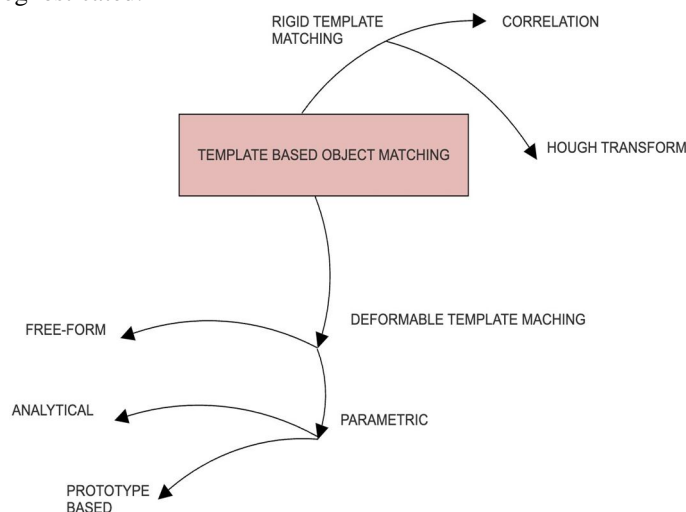 RIGID TEMPLATE
MATCHING
CORRELATION
HOUGH TRANSFORM
TEMPLATE BASED OBJECT MATCHING
DEFORMABLE TEMPLATE MACHING
FREE-FORM
ANALYTICAL
PARAMETRIC
PROTOTYPE
BASED